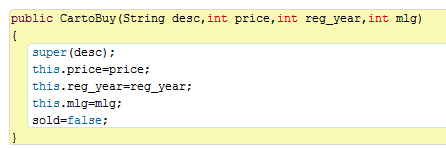 public CartoBuy(String desc,int price,int reg_year,int mlg)
{
super(desc);
this.price=price;
this.reg_year=reg_year;
this.mlg=mlg;
sold=false;
}